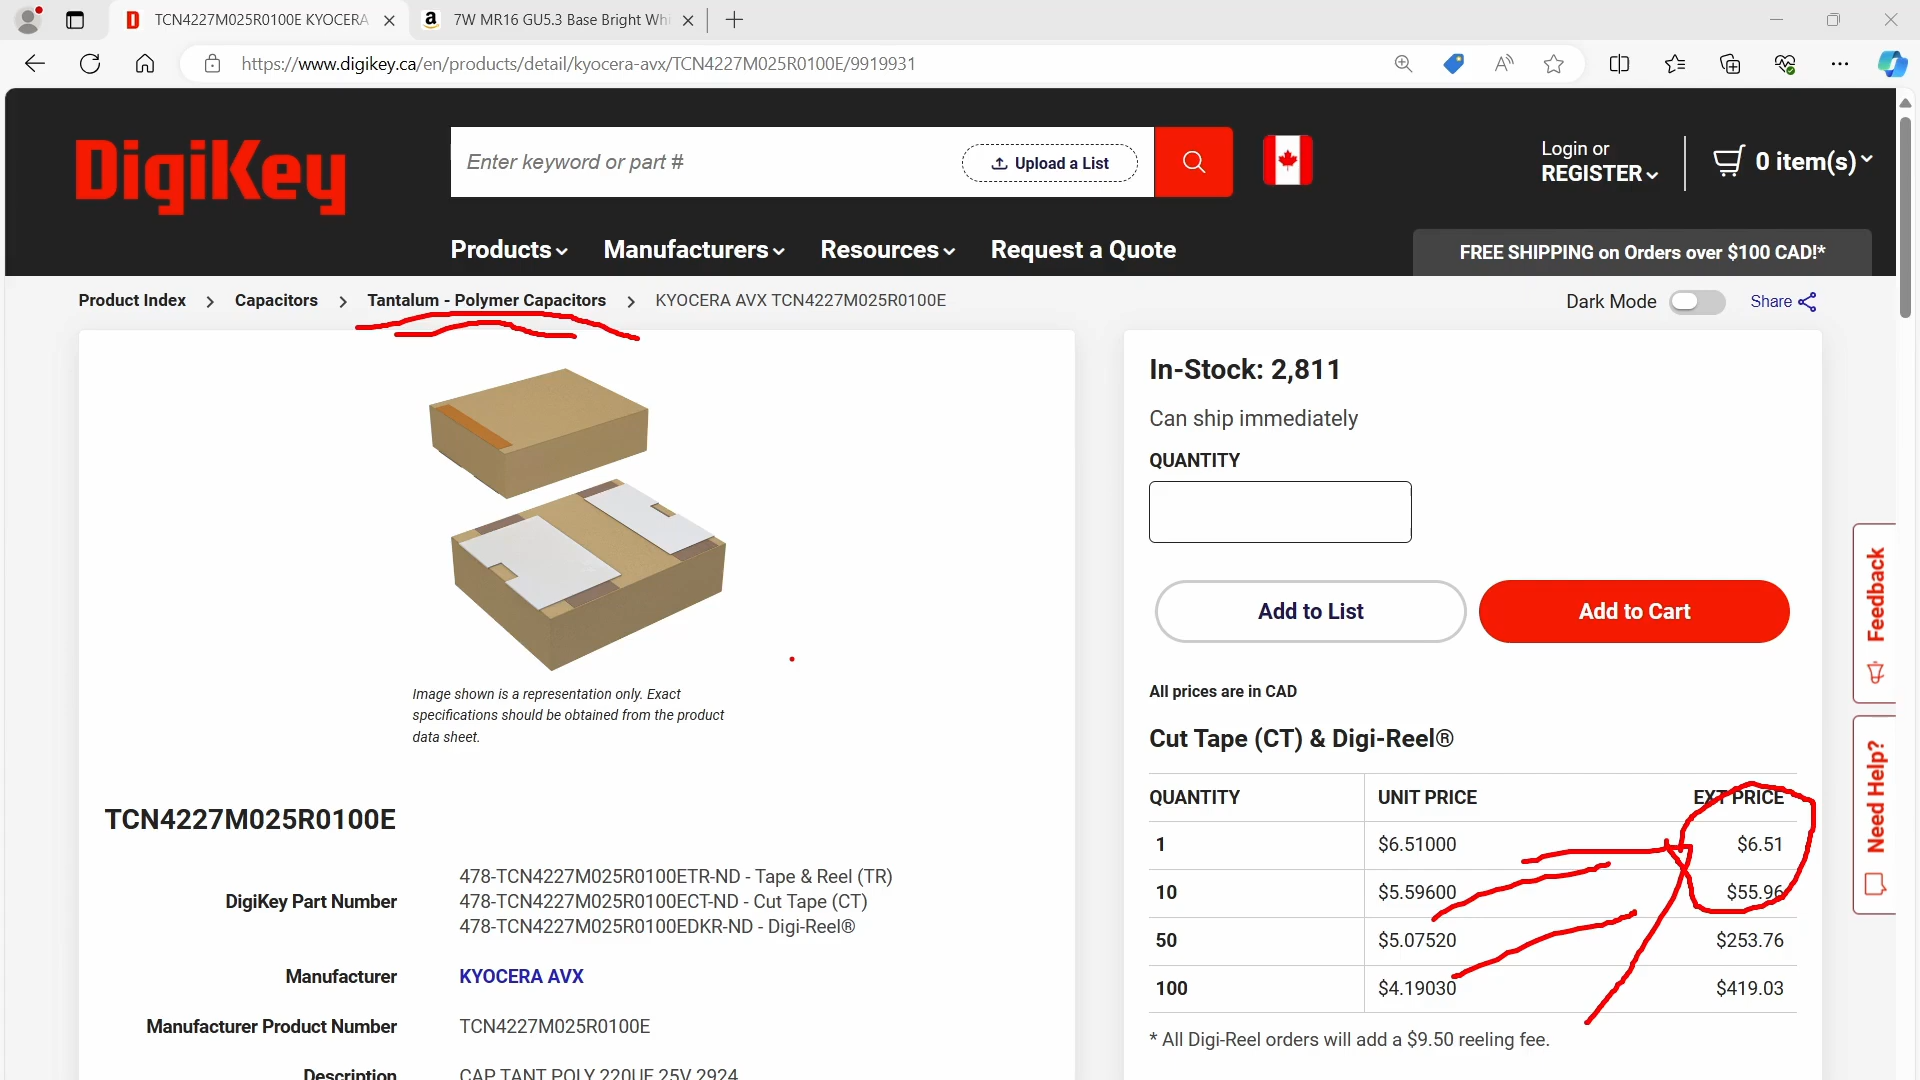 TCN4227M025R0100E KYOCERA
7W MR16 GU5.3 Base Bright Whi
https://www.digikey.ca/en/products/detail/kyocera-avx/TCN4227M025R0100E/9919931
DigiKey
Enter keyword or part #
Upload a List
Login or
REGISTER
0 item(s)
Products
Manufacturers
Resources
Request a Quote
FREE SHIPPING on Orders over $100 CAD!*
Product Index > Capacitors > Tantalum - Polymer Capacitors > KYOCERA AVX TCN4227M025R0100E
Dark Mode
Share
Image shown is a representation only. Exact
specifications should be obtained from the product
data sheet.
TCN4227M025R0100E
DigiKey Part Number
478-TCN4227M025R0100ETR-ND - Tape & Reel (TR)
478-TCN4227M025R0100ECT-ND - Cut Tape (CT)
478-TCN4227M025R0100EDKR-ND - Digi-Reel®
Manufacturer KYOCERA AVX
Manufacturer Product Number TCN4227M025R0100E
Description CAP TANT POLY 220UF 25V 2924
In-Stock: 2,811
Can ship immediately
QUANTITY
Add to List
Add to Cart
All prices are in CAD
Cut Tape (CT) & Digi-Reel®
QUANTITY UNIT PRICE EXT PRICE
1 $6.51000 $6.51
10 $5.59600 $55.96
50 $5.07520 $253.76
100 $4.19030 $419.03
* All Digi-Reel orders will add a $9.50 reeling fee.
Feedback
Need Help?